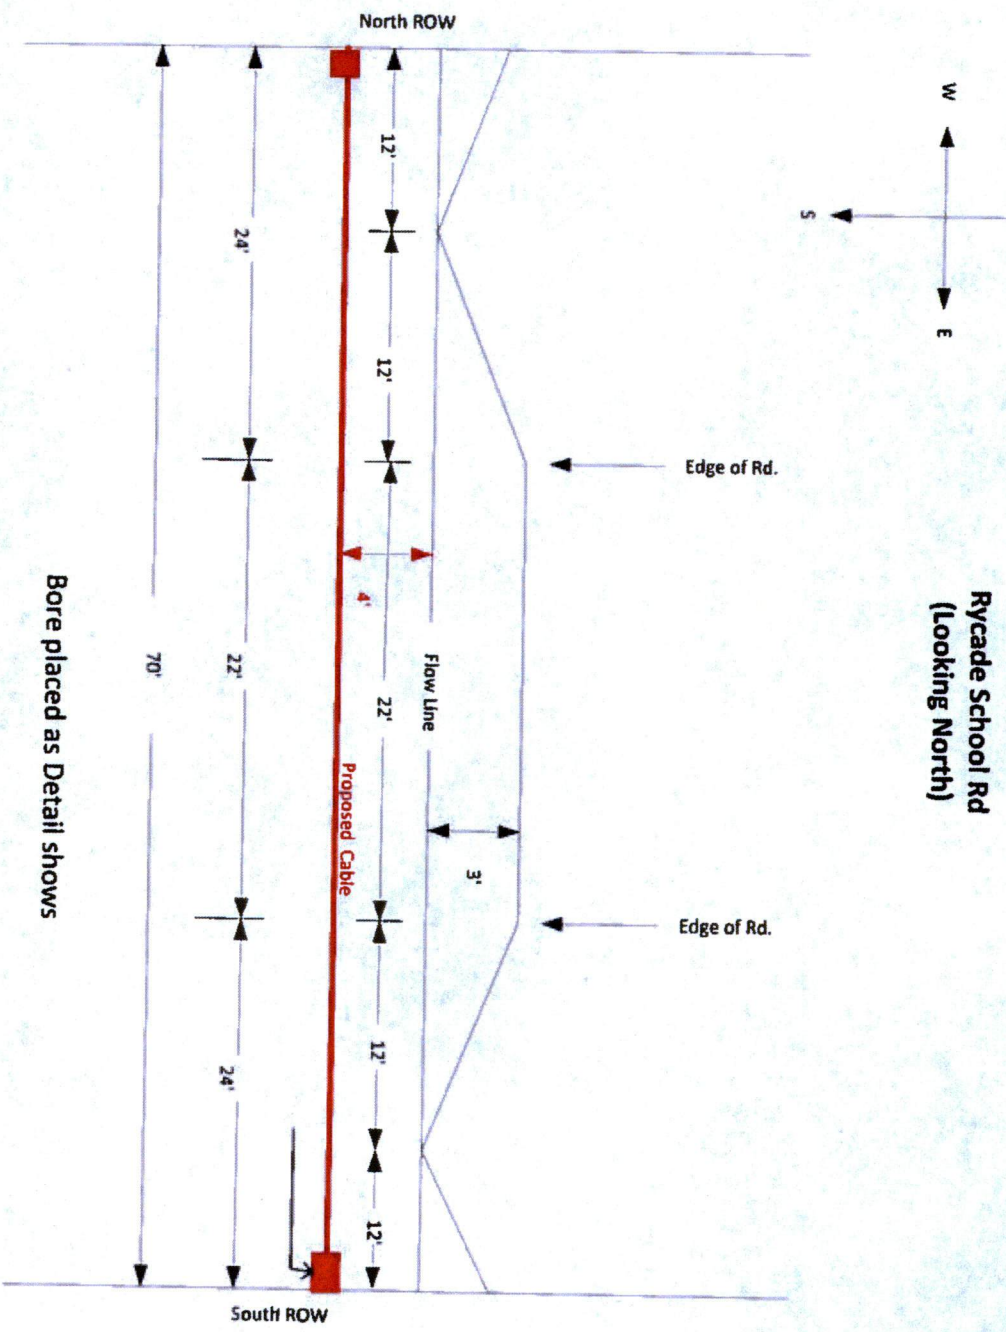 North ROW
W
S
E
Rycade School Rd
(Looking North)
12'
24'
12'
Edge of Rd.
4'
Flow Line
22'
22'
70'
Proposed Cable
3'
Edge of Rd.
12'
24'
12'
South ROW
Bore placed as Detail shows